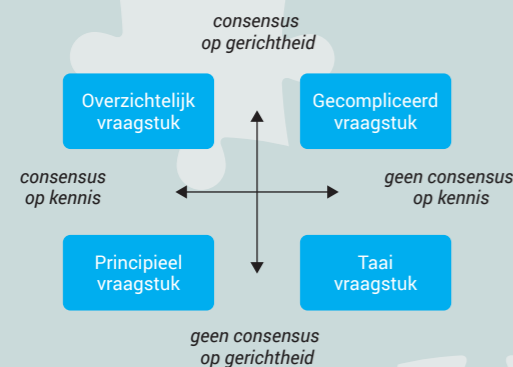 consensus
op gerichtheid
Overzichtelijk
vraagstuk
Gecompliceerd
vraagstuk
consensus
op kennis
geen consensus
op kennis
Principieel
vraagstuk
Taai
vraagstuk
geen consensus
op gerichtheid